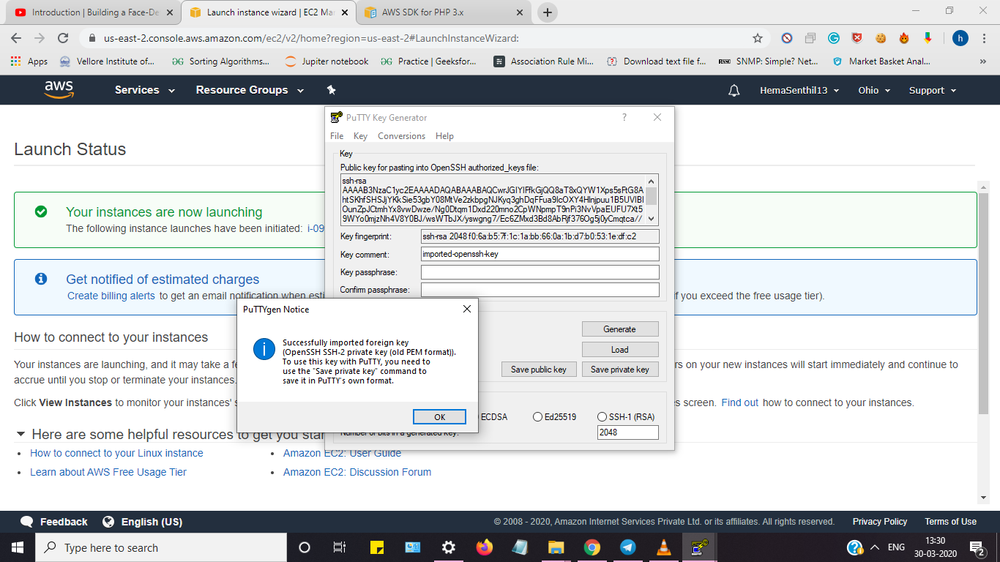 Introduction | Building a Face-De
Launch instance wizard | EC2 Mar
AWS SDK for PHP 3.x
us-east-2.console.aws.amazon.com/ec2/v2/home?region=us-east-2#LaunchInstanceWizard:
h
Apps
Vellore Institute of...
Sorting Algorithms...
Jupiter notebook
Practice | Geeksfor...
Association Rule Mi...
Download text file f...
SNMP: Simple? Net...
Market Basket Anal...
»
aws
Services
Resource Groups
HemaSenthil13
Ohio
Support
PuTTY Key Generator
?
File Key Conversions Help
Launch Status
Key
Public key for pasting into OpenSSH authorized_keys file:
ssh-rsa
Your instances are now launching
The following instance launches have been initiated: i-09
Key fingerprint:
ssh-rsa 2048 f0:6a:b5:7f:1c:1a:bb:66:0a:1b:d7:b0:53:1e:df:c2
Key comment:
imported-openssh-key
Key passphrase:
Confirm passphrase:
Get notified of estimated charges
Create billing alerts to get an email notification when esti
f you exceed the free usage tier).
PuTTYgen Notice
Successfully imported foreign key
(OpenSSH SSH-2 private key (old PEM format)).
To use this key with PuTTY, you need to
use the "Save private key" command to
save it in PuTTY's own format.
OK
Generate
Load
Save public key
Save private key
How to connect to your instances
Your instances are launching, and it may take a fe
rs on your new instances will start immediately and continue to
accrue until you stop or terminate your instances.
Click View Instances to monitor your instances' s
s screen. Find out how to connect to your instances.
ECDSA
Ed25519
SSH-1 (RSA)
Number of bits in a generated key:
2048
Here are some helpful resources to get you star
How to connect to your Linux instance
Amazon EC2: User Guide
Learn about AWS Free Usage Tier
Amazon EC2: Discussion Forum
Feedback
English (US)
© 2008 - 2020, Amazon Internet Services Private Ltd. or its affiliates. All rights reserved.
Privacy Policy
Terms of Use
Type here to search
ENG
13:30
30-03-2020
2